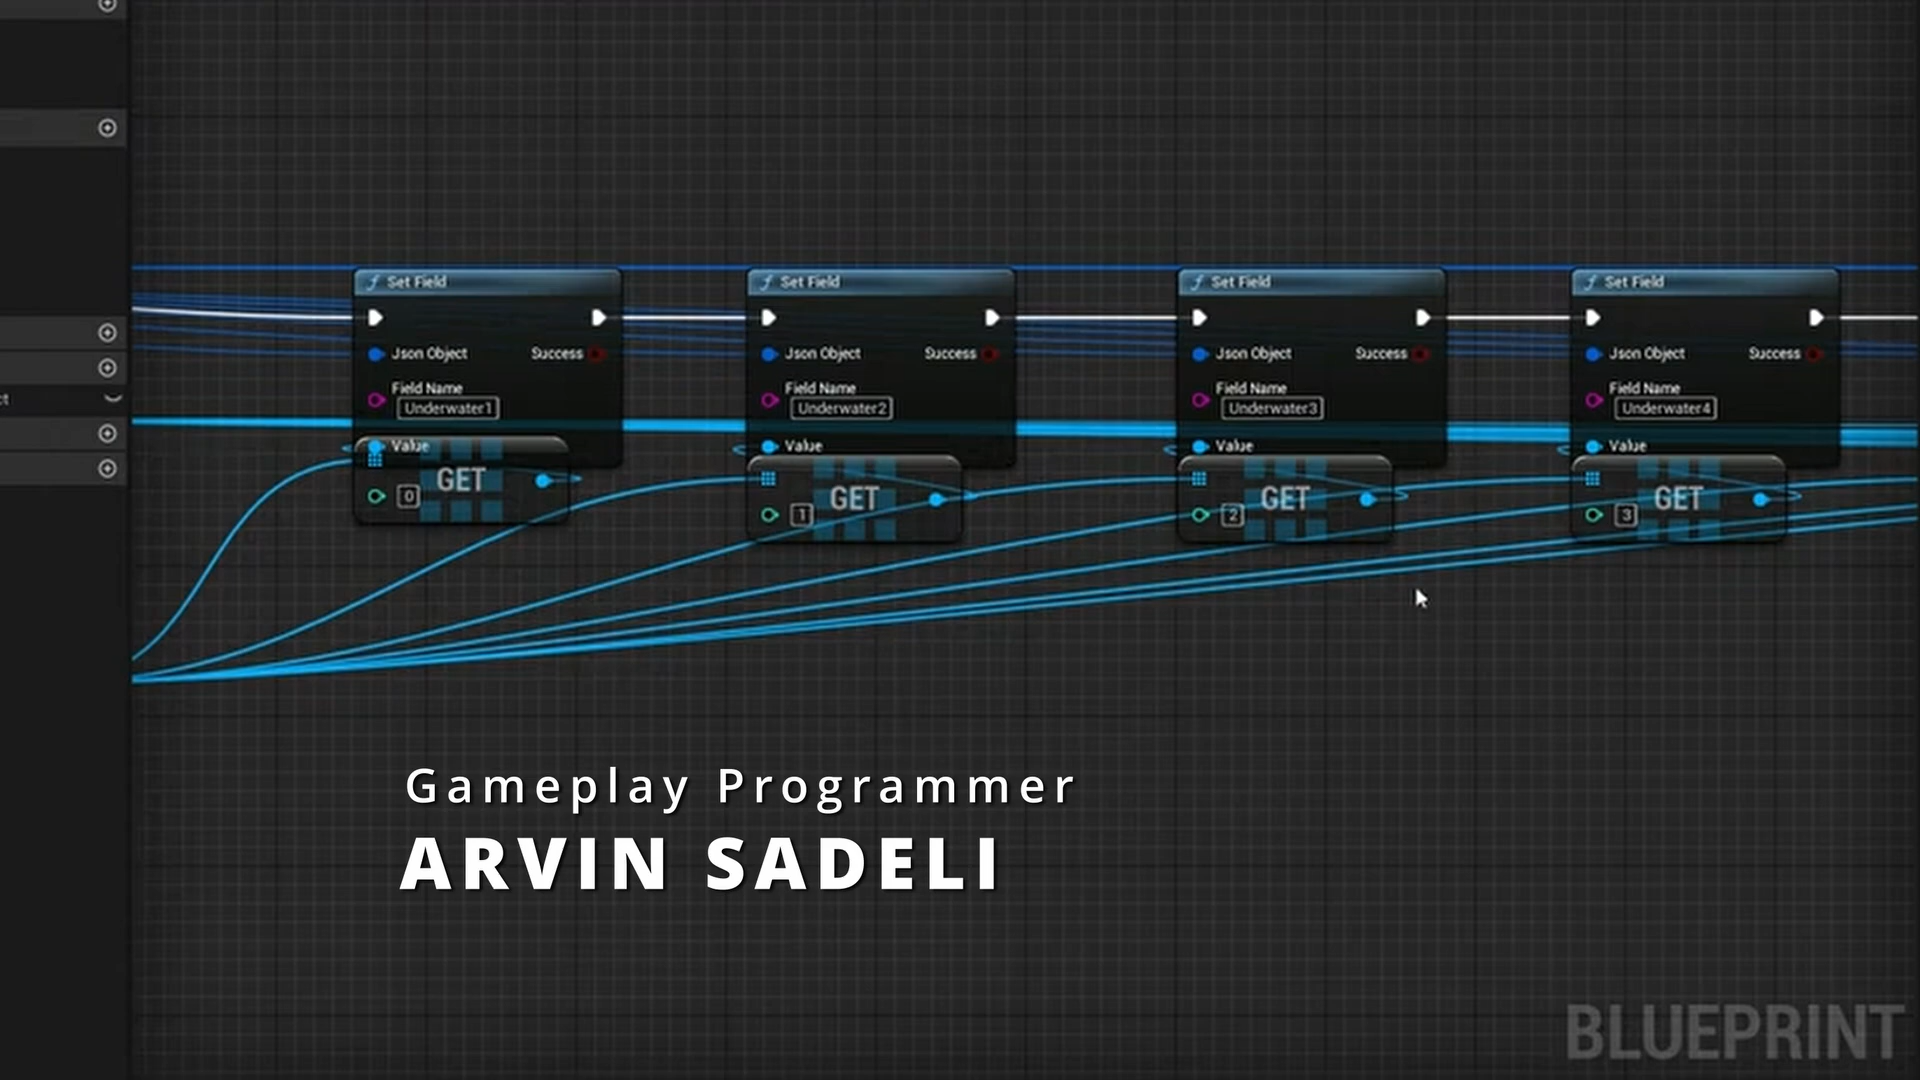 Set Field
Json Object Success
Field Name
Underwater1
Value
GET
0
Set Field
Json Object Success
Field Name
Underwater2
Value
GET
1
Set Field
Json Object Success
Field Name
Underwater3
Value
GET
2
Set Field
Json Object Success
Field Name
Underwater4
Value
GET
3
Gameplay Programmer
ARVIN SADELI
BLUEPRINT